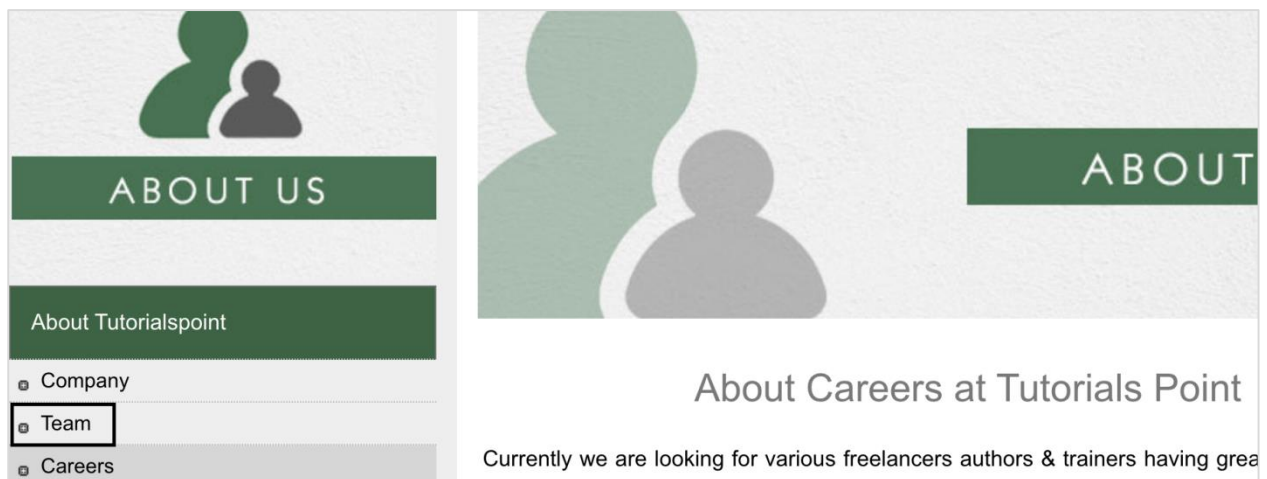 ABOUT US
About Tutorialspoint
Company
Team
Careers
ABOUT
About Careers at Tutorials Point
Currently we are looking for various freelancers authors & trainers having grea